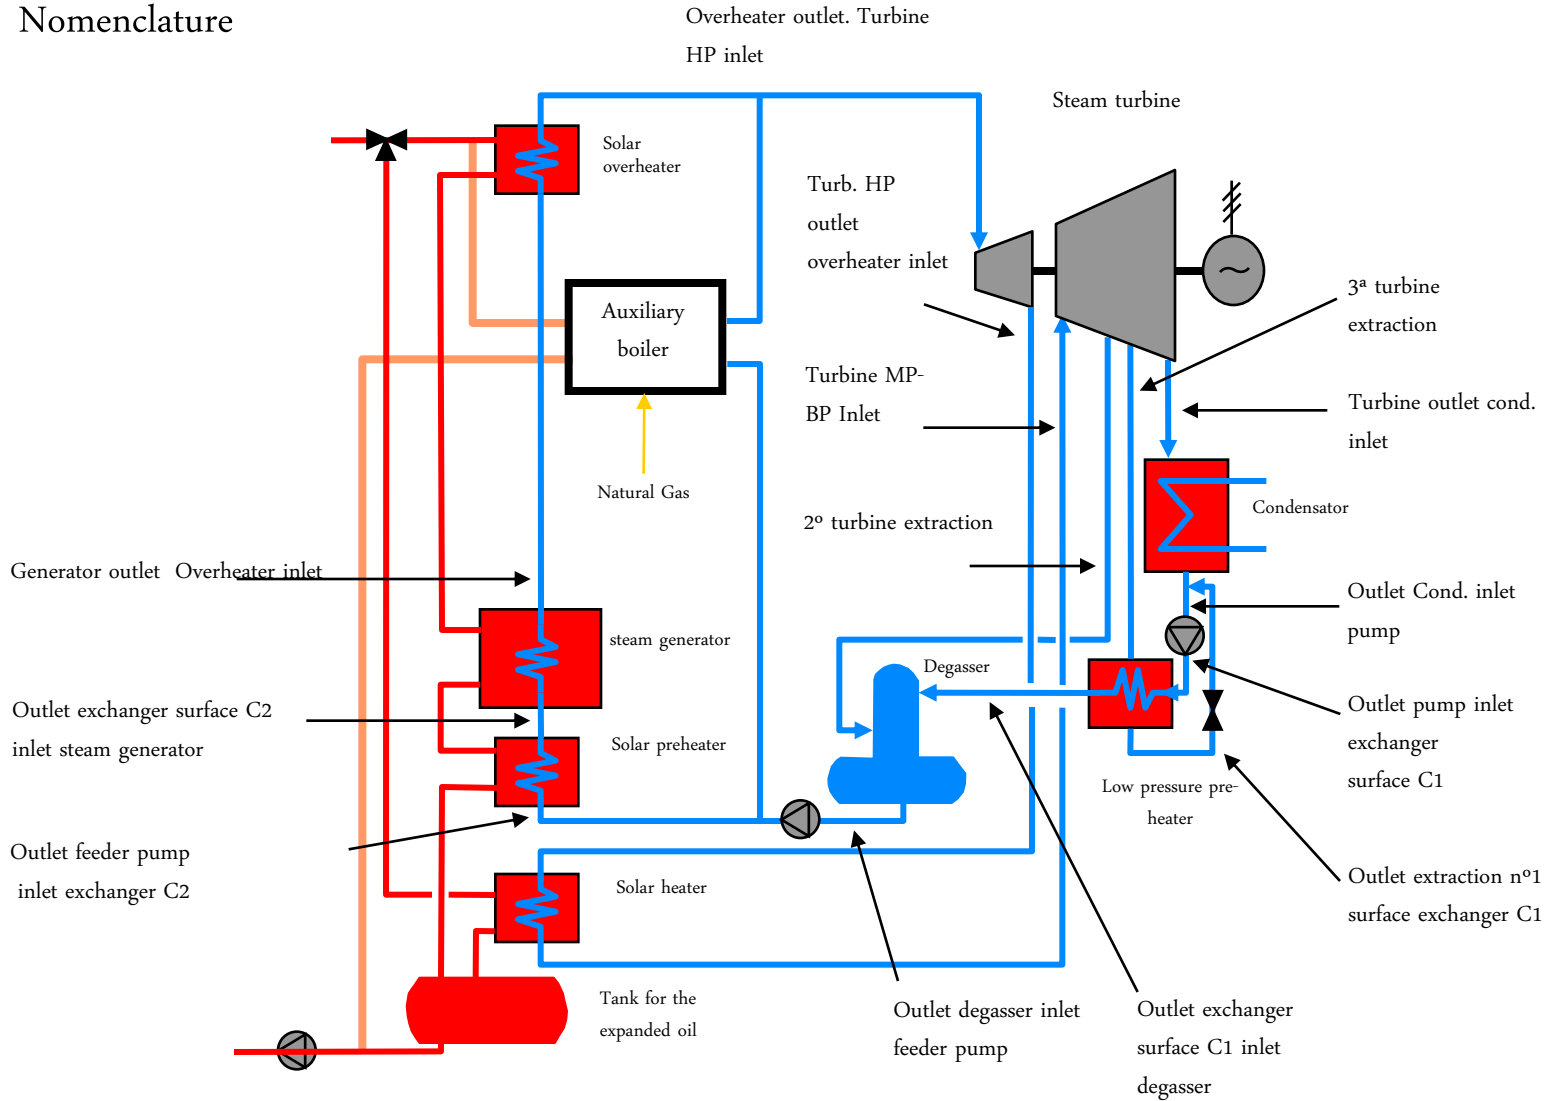 Nomenclature
Overheater outlet. Turbine
HP inlet
Steam turbine
Solar
overheater
Turb. HP
outlet
overheater inlet
3ª turbine
extraction
Auxiliary
boiler
Turbine MP-
BP Inlet
Turbine outlet cond.
inlet
Natural Gas
2º turbine extraction
Condensator
Generator outlet Overheater inlet
Outlet Cond. inlet
pump
steam generator
Degasser
Outlet exchanger surface C2
inlet steam generator
Solar preheater
Outlet pump inlet
exchanger
surface C1
Low pressure pre-
heater
Outlet feeder pump
inlet exchanger C2
Solar heater
Outlet extraction nº1
surface exchanger C1
Tank for the
expanded oil
Outlet degasser inlet
feeder pump
Outlet exchanger
surface C1 inlet
degasser